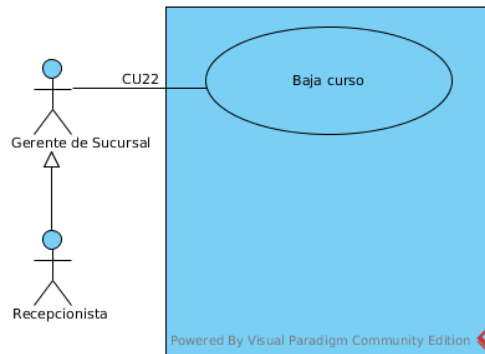 CU22
Baja curso
Gerente de Sucursal
Recepcionista
Powered By Visual Paradigm Community Edition